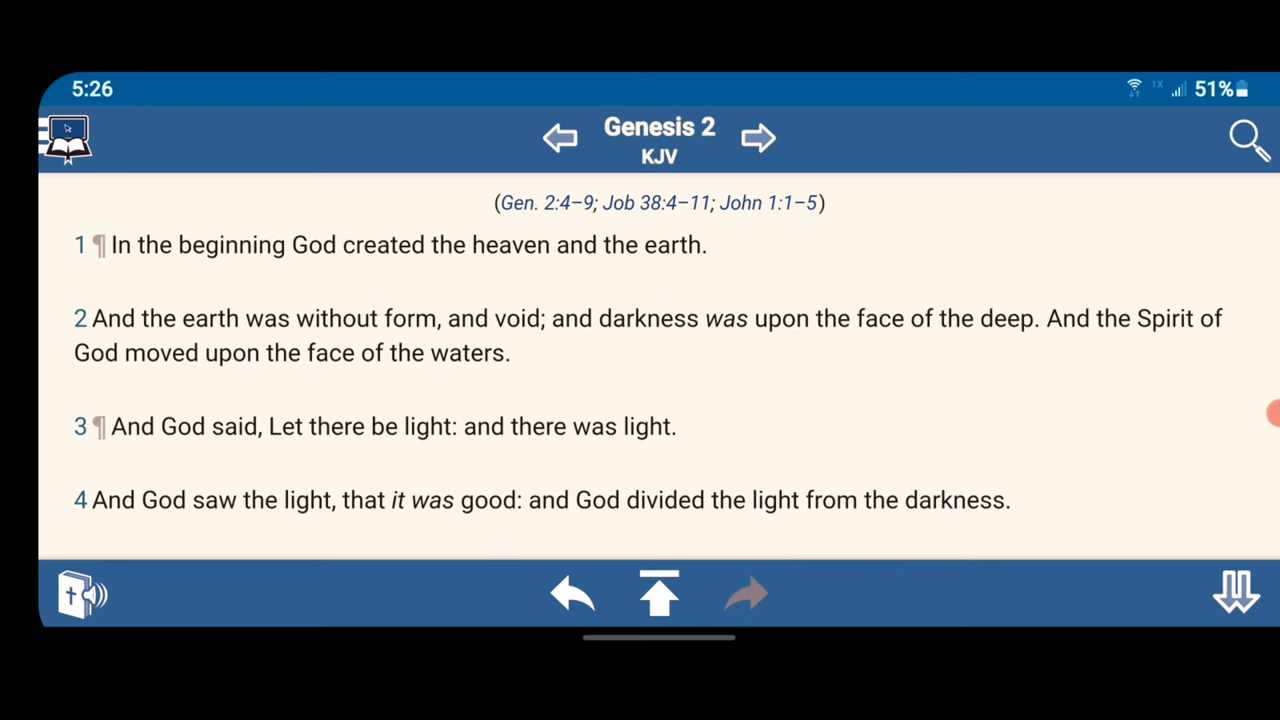 5:26
1X
51%
Genesis 2
KJV
(Gen. 2:4–9; Job 38:4–11; John 1:1–5)
1 ¶ In the beginning God created the heaven and the earth.
2 And the earth was without form, and void; and darkness was upon the face of the deep. And the Spirit of
God moved upon the face of the waters.
3 ¶ And God said, Let there be light: and there was light.
4 And God saw the light, that it was good: and God divided the light from the darkness.